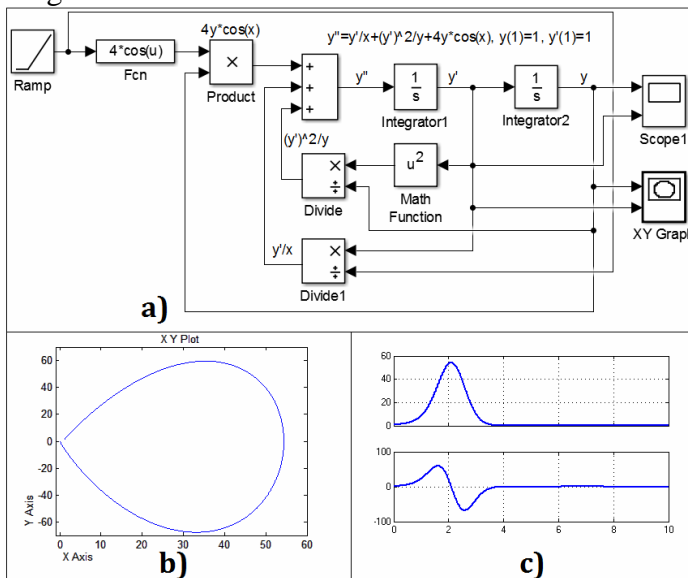 4y*cos(x)
y''=y'/x+(y')^2/y+4y*cos(x), y(1)=1, y'(1)=1
Ramp
4*cos(u)
Fcn
×
Product
+
+
+
y''
1
s
Integrator1
y'
1
s
Integrator2
y
Scope1
(y')^2/y
×
÷
Divide
u²
Math
Function
XY Graph
y'/x
×
÷
Divide1
a)
X Y Plot
60
40
20
0
-20
-40
-60
Y Axis
0 10 20 30 40 50 60
X Axis
b)
60
40
20
0
100
0
-100
0 2 4 6 8 10
c)